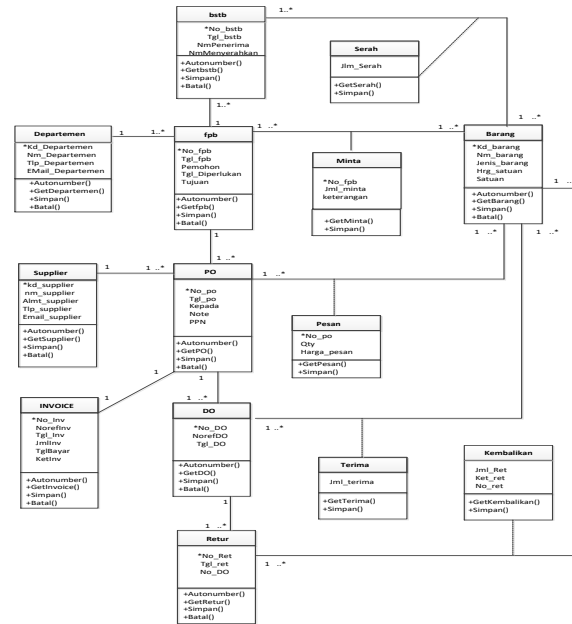 bstb
*No_bstb
Tgl_bstb
NmPenerima
NmMenyerahkan
+Autonumber()
+Getbstb()
+Simpan()
+Batal()
1..*
1..*
1
Serah
Jlm_Serah
+GetSerah()
+Simpan()
Departemen
*Kd_Departemen
Nm_Departemen
Tlp_Departemen
EMail_Departemen
+Autonumber()
+GetDepartemen()
+Simpan()
+Batal()
1
1..*
fpb
*No_fpb
Tgl_fpb
Pemohon
Tgl_Diperlukan
Tujuan
+Autonumber()
+Getfpb()
+Simpan()
+Batal()
1 ..*
1 ..*
1 ..*
1
Minta
*No_fpb
Jml_minta
keterangan
+GetMinta()
+Simpan()
Barang
*Kd_barang
Nm_barang
Jenis_barang
Hrg_satuan
Satuan
+Autonumber()
+GetBarang()
+Simpan()
+Batal()
1 ..*
1 ..*
1 ..*
Supplier
*kd_supplier
nm_supplier
Almt_supplier
Tlp_supplier
Email_supplier
+Autonumber()
+GetSupplier()
+Simpan()
+Batal()
1
1..*
1 ..*
PO
*No_po
Tgl_po
Kepada
Note
PPN
+Autonumber()
+GetPO()
+Simpan()
+Batal()
1 ..*
1
1
Pesan
*No_po
Qty
Harga_pesan
+GetPesan()
+Simpan()
INVOICE
*No_Inv
NorefInv
Tgl_Inv
JmlInv
TglBayar
KetInv
+Autonumber()
+GetInvoice()
+Simpan()
+Batal()
1
1 ..*
DO
*No_DO
NorefDO
Tgl_DO
+Autonumber()
+GetDO()
+Simpan()
+Batal()
1 ..*
1
Terima
Jml_terima
+GetTerima()
+Simpan()
Kembalikan
Jml_Ret
Ket_ret
No_ret
+GetKembalikan()
+Simpan()
1 ..*
Retur
*No_Ret
Tgl_ret
No_DO
+Autonumber()
+GetRetur()
+Simpan()
+Batal()
1 ..*